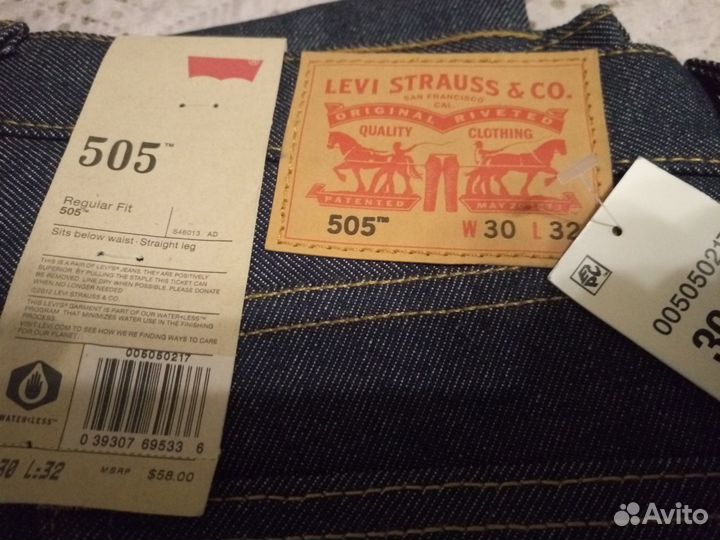 505™
Regular Fit
505™
S46013 AD
Sits below waist·Straight leg
THIS IS A PAIR OF LEVI'S® JEANS. THEY ARE POSITIVELY
SUPERIOR. BY PULLING THE STAPLE THIS TICKET CAN
BE REMOVED. LINE DRY WHEN POSSIBLE. PLEASE DONATE
WHEN NO LONGER NEEDED
©2012 LEVI STRAUSS & CO.
THIS LEVI'S® GARMENT IS PART OF OUR WATER<LESS™
PROGRAM THAT MINIMIZES WATER USE IN THE FINISHING
PROCESS.
VISIT LEVI.COM TO SEE HOW WE'RE FINDING WAYS TO CARE
FOR OUR PLANET.
005050217
WATER<LESS™
0 39307 69533 6
30 L:32
MSRP $58.00
LEVI STRAUSS & CO.
SAN FRANCISCO
CAL.
ORIGINAL RIVETED
QUALITY CLOTHING
PATENTED MAY 20
505™ W 30 L 32
005050217
30
Avito